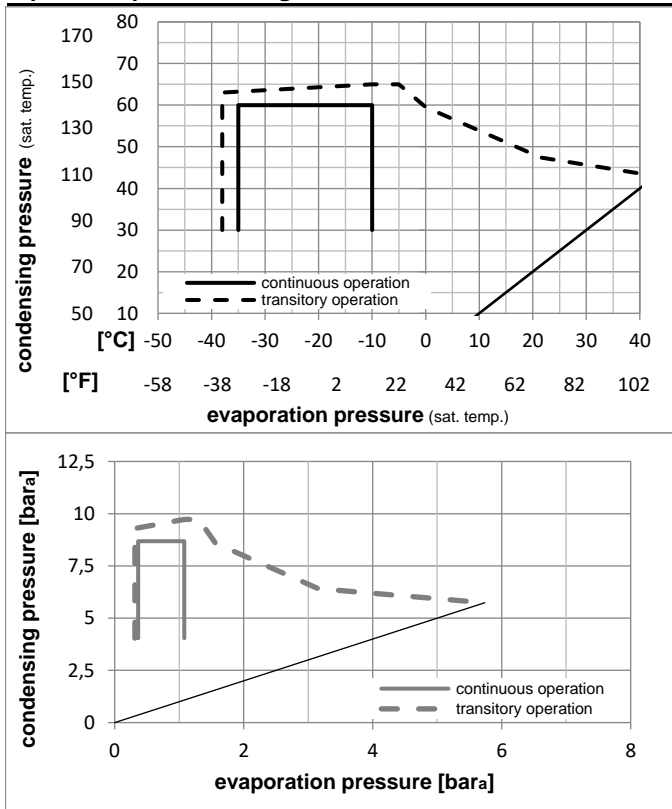 condensing pressure (sat. temp.)
170 80
70
150 60
130 50
110 40
90 30
70 20
50 10
continuous operation
transitory operation
[°C] -50 -40 -30 -20 -10 0 10 20 30 40
[°F] -58 -38 -18 2 22 42 62 82 102
evaporation pressure (sat. temp.)
condensing pressure [bara]
12,5
10
7,5
5
2,5
0
continuous operation
transitory operation
0 2 4 6 8
evaporation pressure [bara]